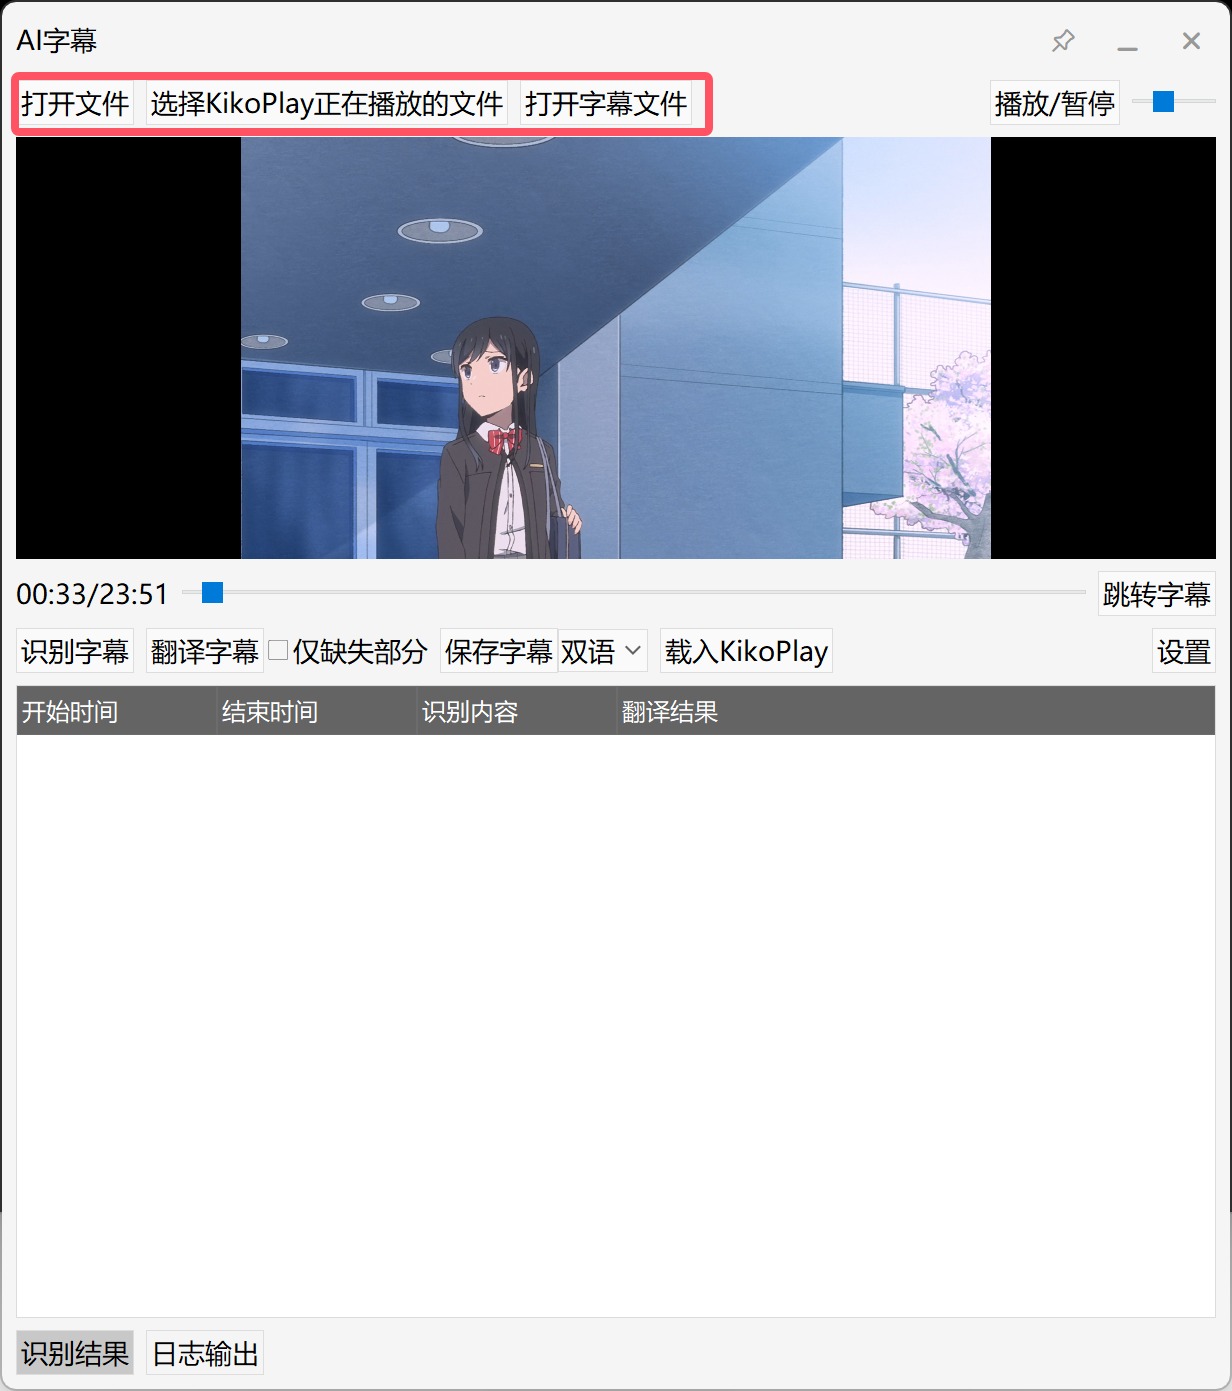 AI字幕
打开文件 选择KikoPlay正在播放的文件 打开字幕文件 播放/暂停
00:33/23:51 跳转字幕
识别字幕 翻译字幕 仅缺失部分 保存字幕 双语 载入KikoPlay 设置
开始时间 结束时间 识别内容 翻译结果
识别结果 日志输出